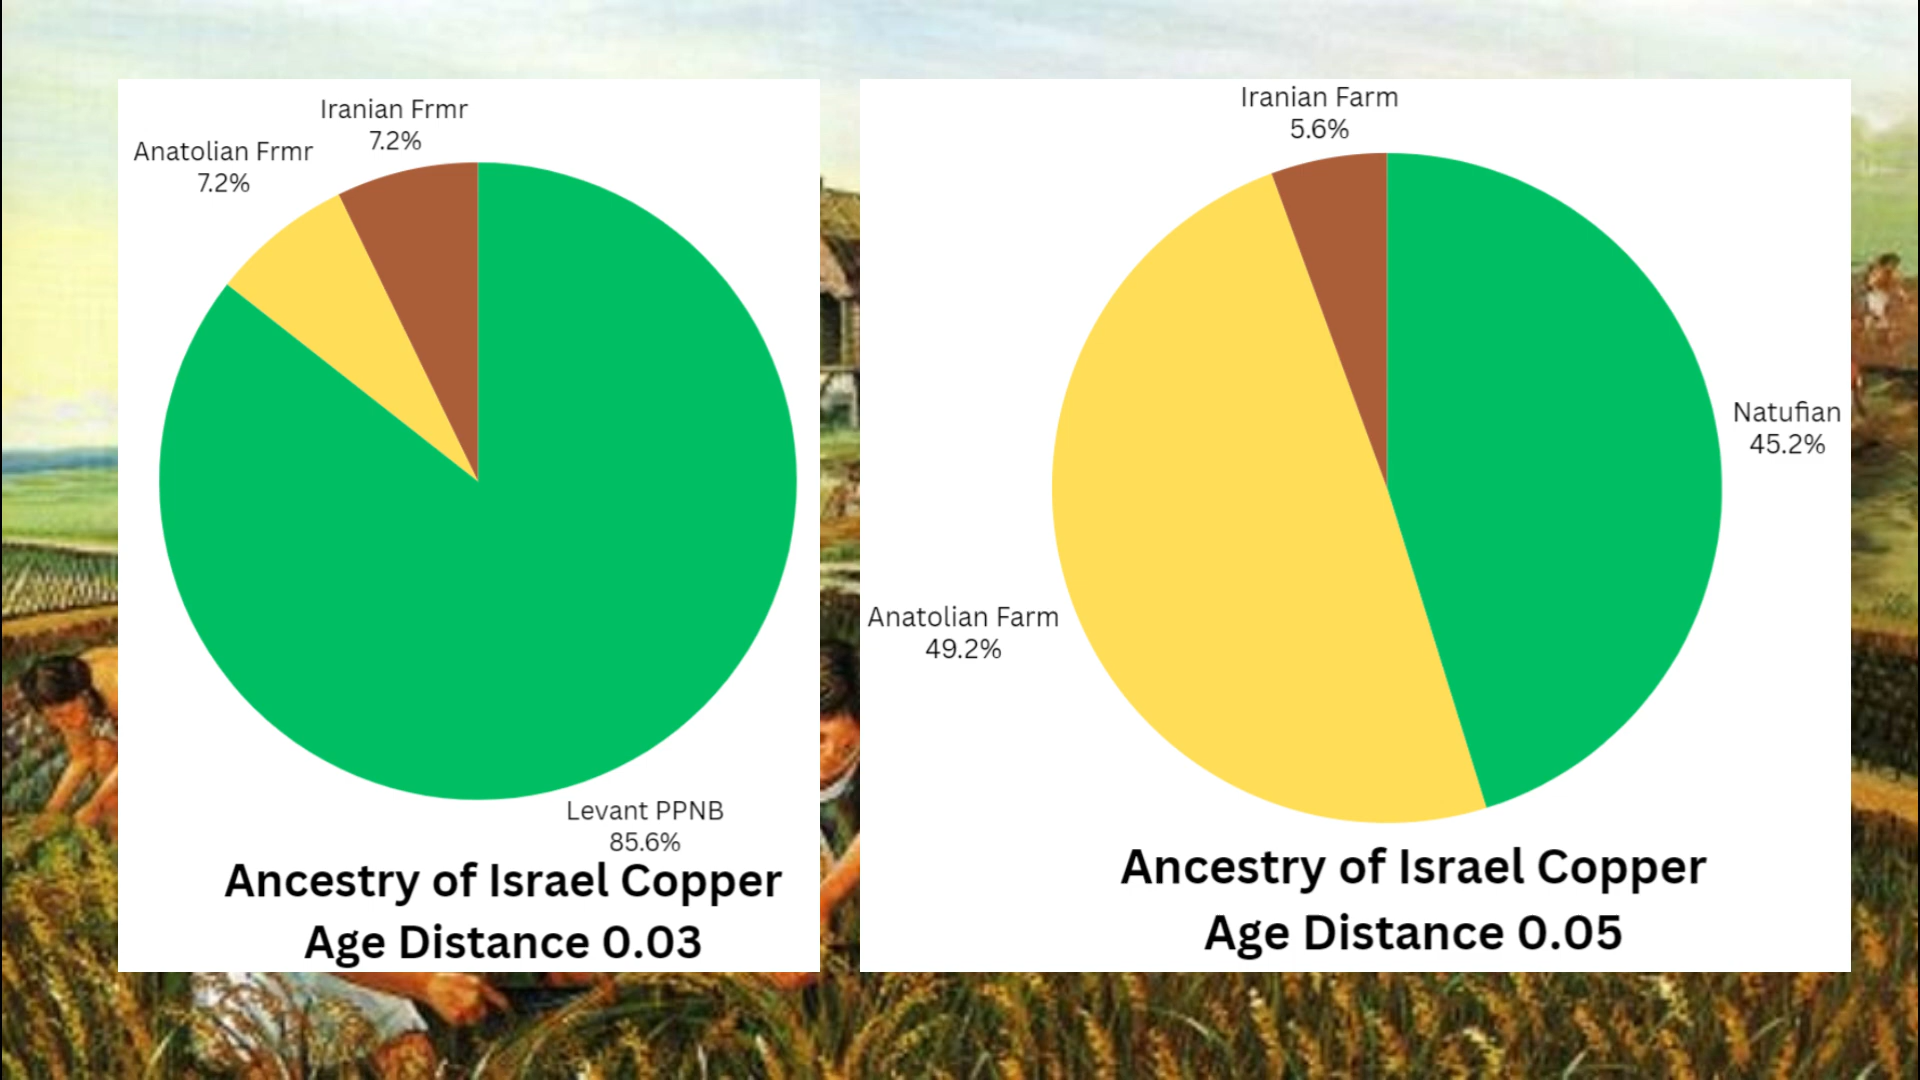 Iranian Frmr
7.2%
Anatolian Frmr
7.2%
Levant PPNB
85.6%
Ancestry of Israel Copper
Age Distance 0.03
Iranian Farm
5.6%
Natufian
45.2%
Anatolian Farm
49.2%
Ancestry of Israel Copper
Age Distance 0.05